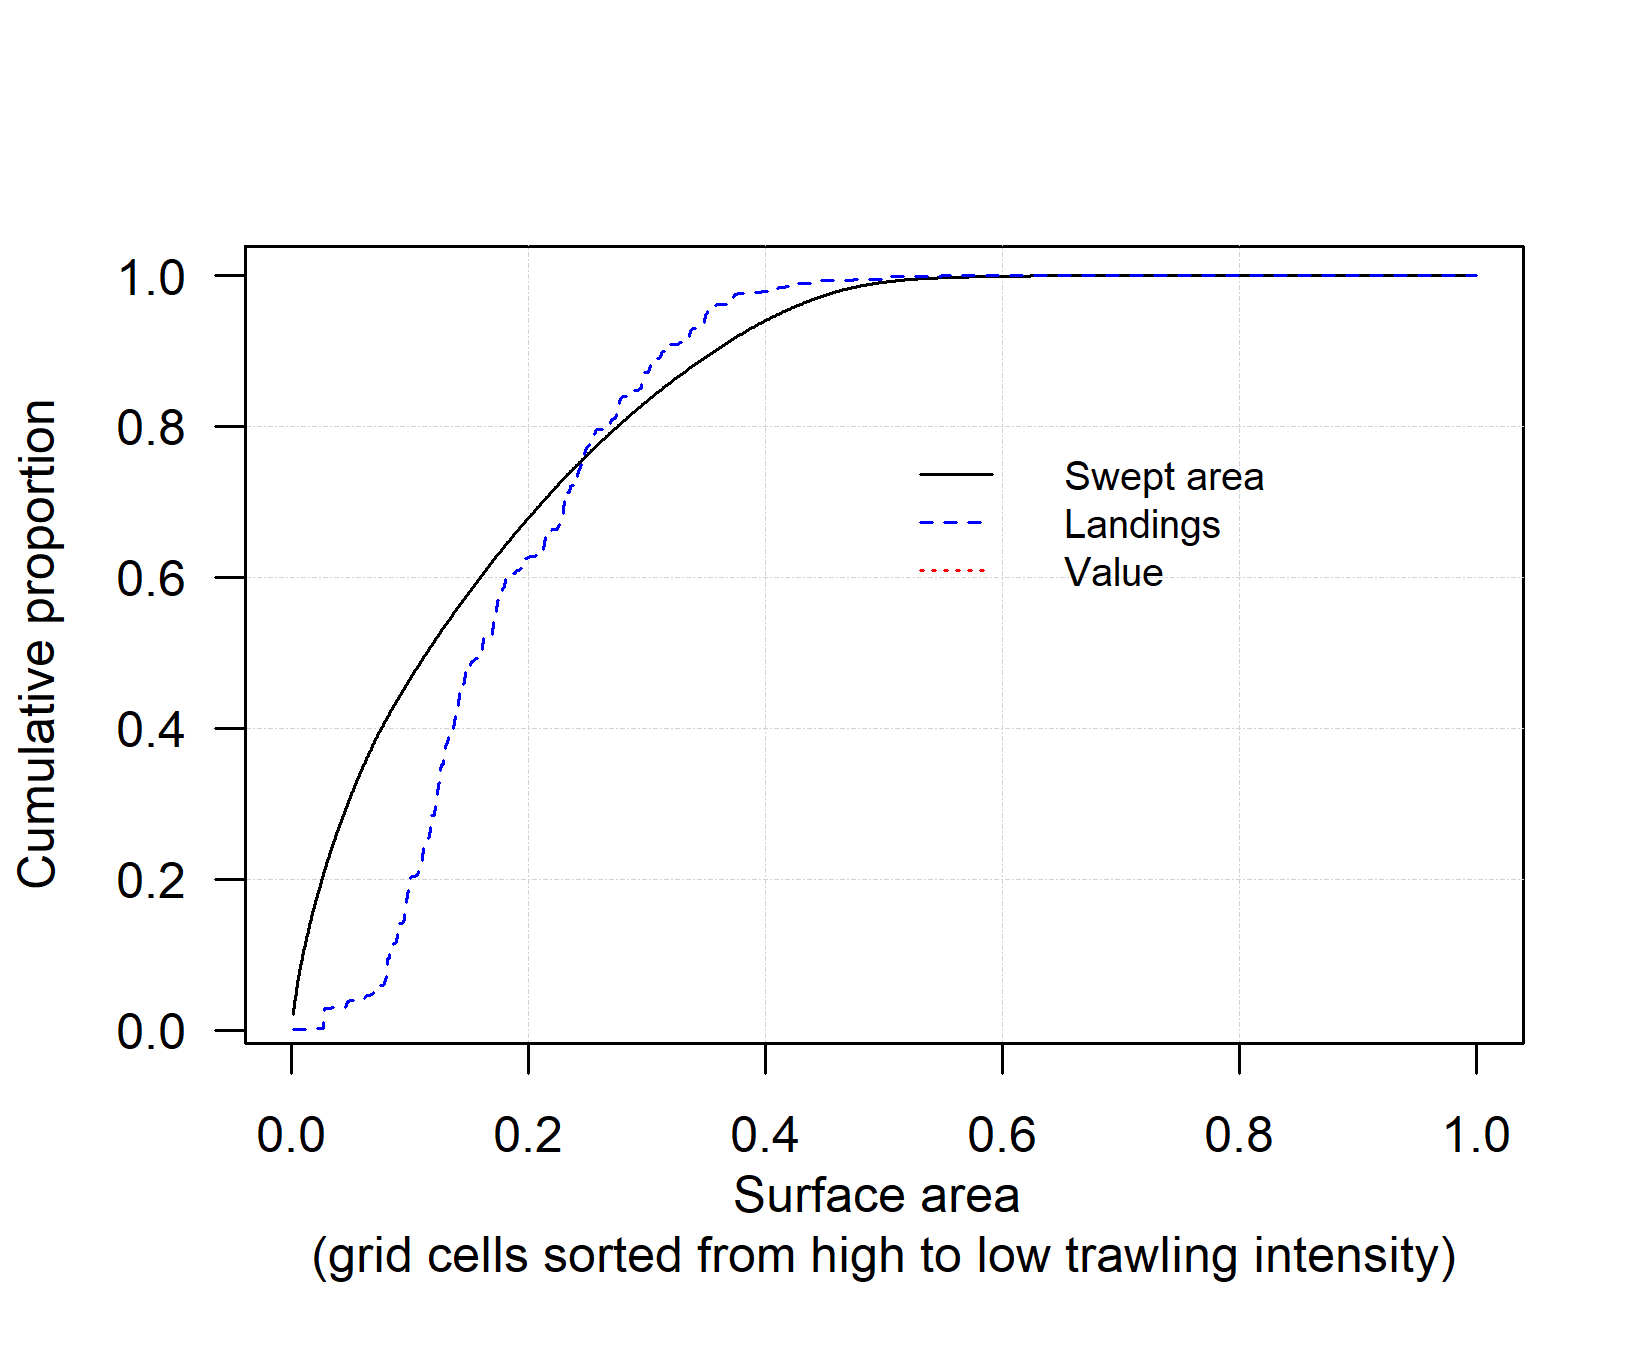 1.0
0.8
0.6
0.4
0.2
0.0
Cumulative proportion
Swept area
Landings
Value
0.0 0.2 0.4 0.6 0.8 1.0
Surface area
(grid cells sorted from high to low trawling intensity)